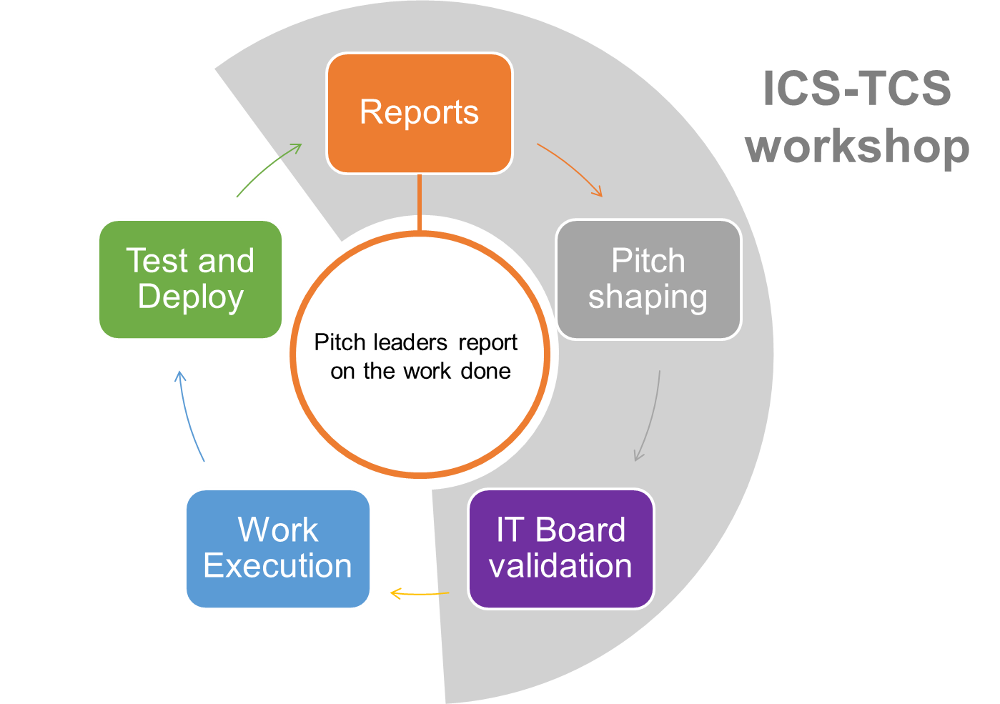 ICS-TCS
workshop
Reports
Pitch
shaping
IT Board
validation
Work
Execution
Test and
Deploy
Pitch leaders report
on the work done